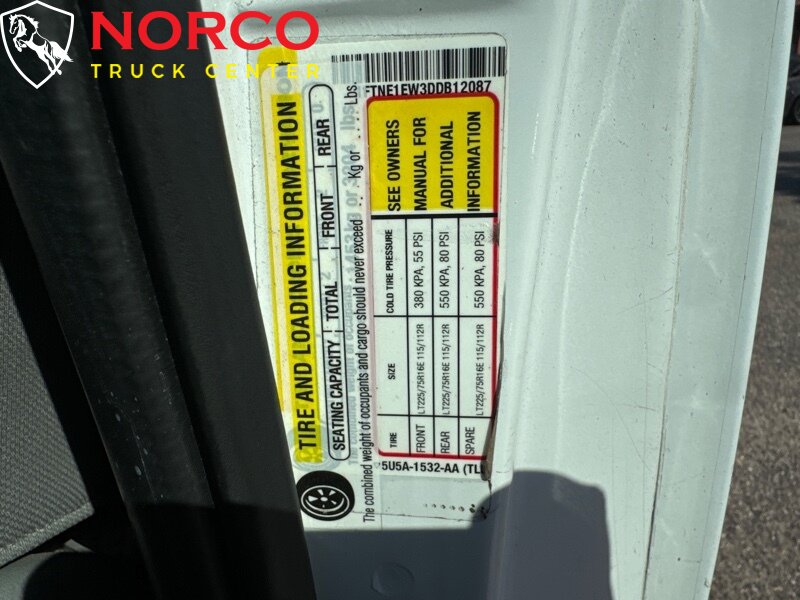 NORCO
TRUCK CENTER
FTNE1EW3DDB12087
TIRE AND LOADING INFORMATION
SEATING CAPACITY TOTAL 2 FRONT REAR 0
The combined weight of occupants and cargo should never exceed Kg or Lbs.
TIRE SIZE COLD TIRE PRESSURE
FRONT LT225/75R16E 115/112R 380 KPA, 55 PSI
REAR LT225/75R16E 115/112R 550 KPA, 80 PSI
SPARE LT225/75R16E 115/112R 550 KPA, 80 PSI
SEE OWNERS
MANUAL FOR
ADDITIONAL
INFORMATION
5U5A-1532-AA (TL